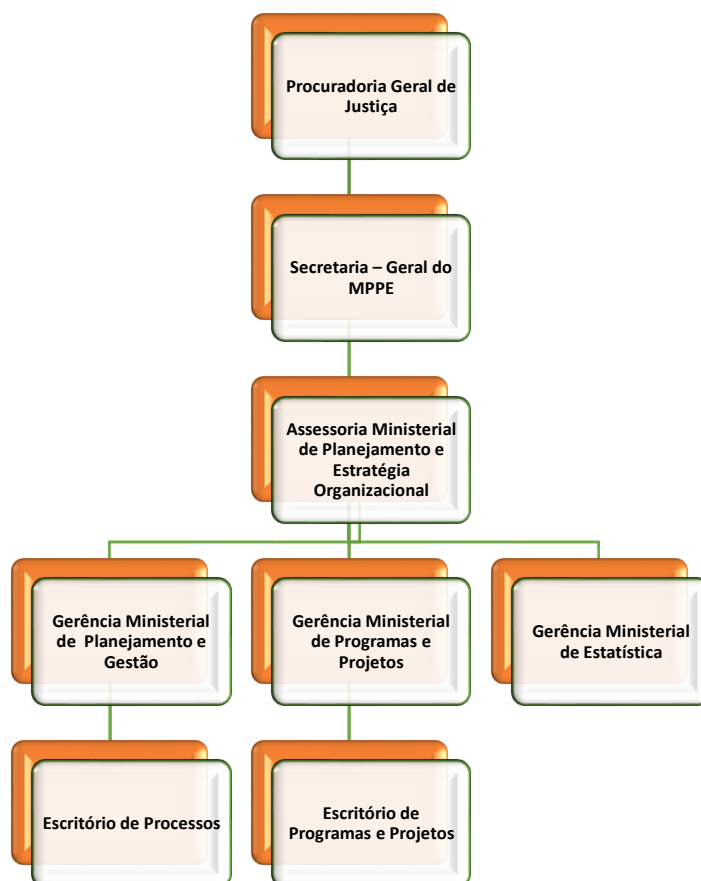 Procuradoria Geral de
Justiça
Secretaria – Geral do
MPPE
Assessoria Ministerial
de Planejamento e
Estratégia
Organizacional
Gerência Ministerial
de Planejamento e
Gestão
Gerência Ministerial
de Programas e
Projetos
Gerência Ministerial
de Estatística
Escritório de Processos
Escritório de
Programas e Projetos